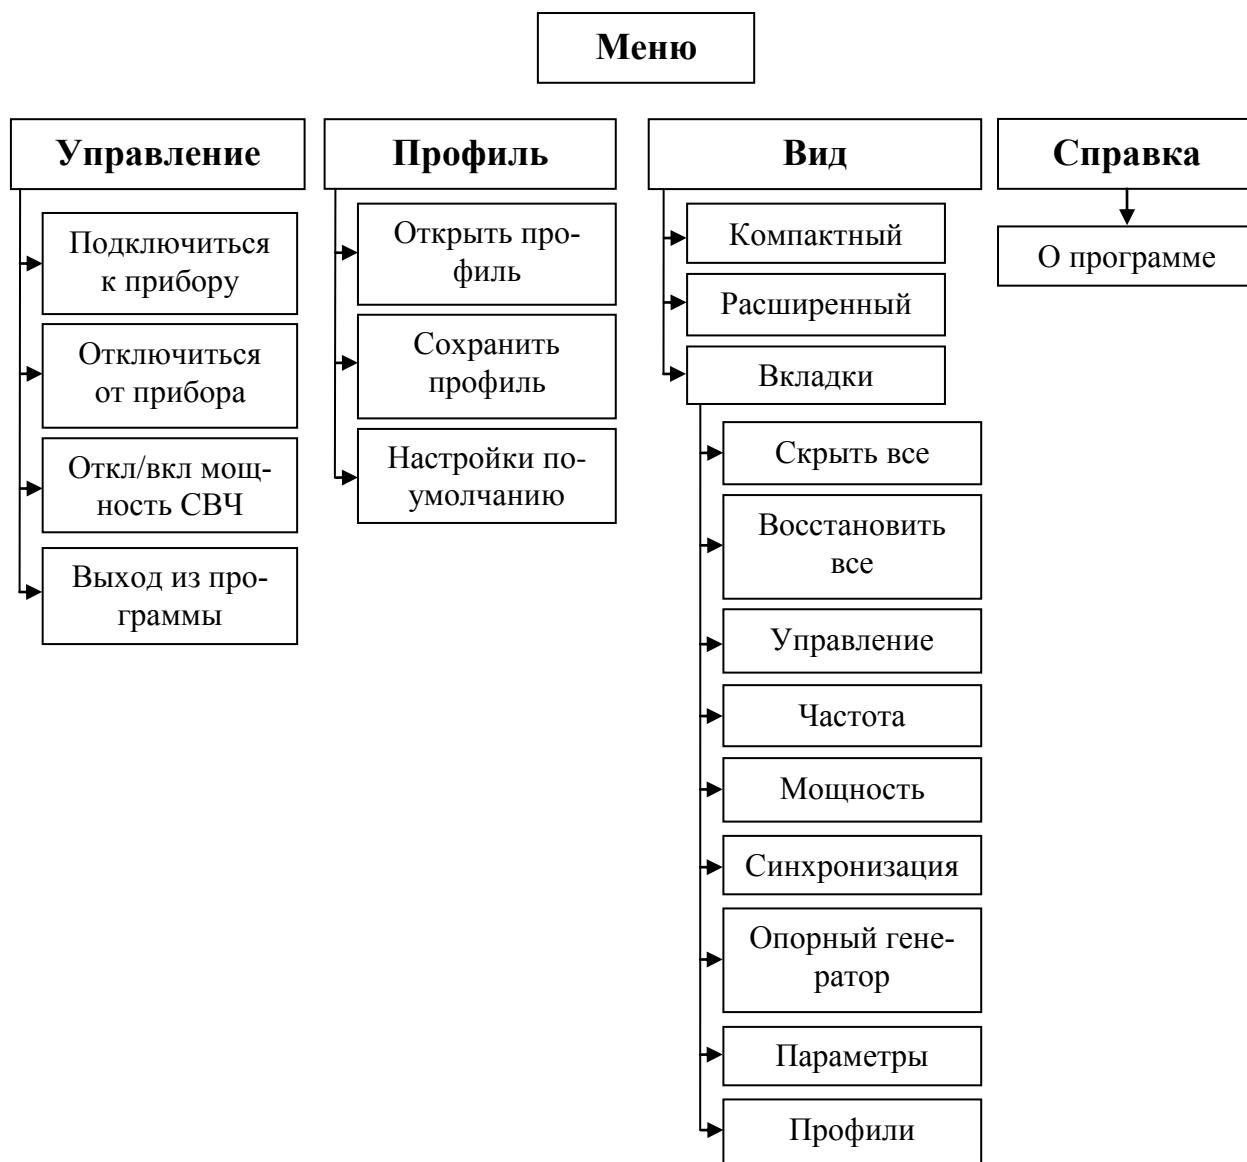 Меню
Управление
Подключиться
к прибору
Отключиться
от прибора
Откл/вкл мощ-
ность СВЧ
Выход из про-
граммы
Профиль
Открыть про-
филь
Сохранить
профиль
Настройки по-
умолчанию
Вид
Компактный
Расширенный
Вкладки
Скрыть все
Восстановить
все
Управление
Частота
Мощность
Синхронизация
Опорный гене-
ратор
Параметры
Профили
Справка
О программе